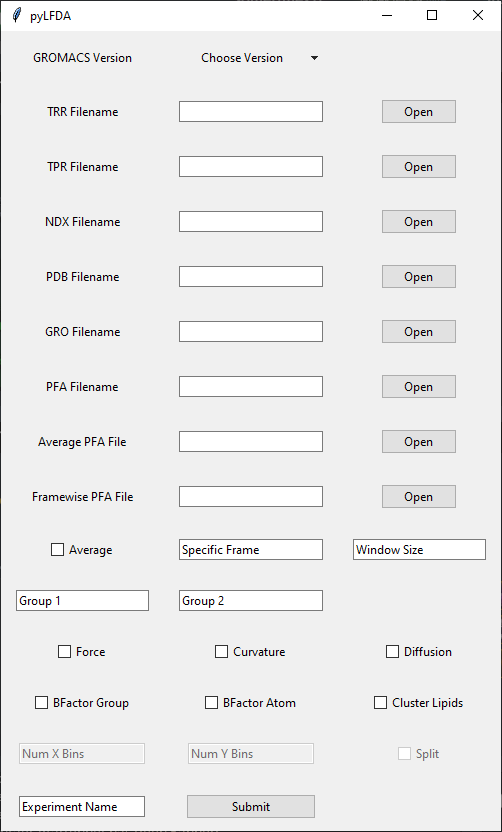 pyLFDA
GROMACS Version Choose Version
TRR Filename Open
TPR Filename Open
NDX Filename Open
PDB Filename Open
GRO Filename Open
PFA Filename Open
Average PFA File Open
Framewise PFA File Open
Average Specific Frame Window Size
Group 1 Group 2
Force Curvature Diffusion
BFactor Group BFactor Atom Cluster Lipids
Num X Bins Num Y Bins Split
Experiment Name Submit